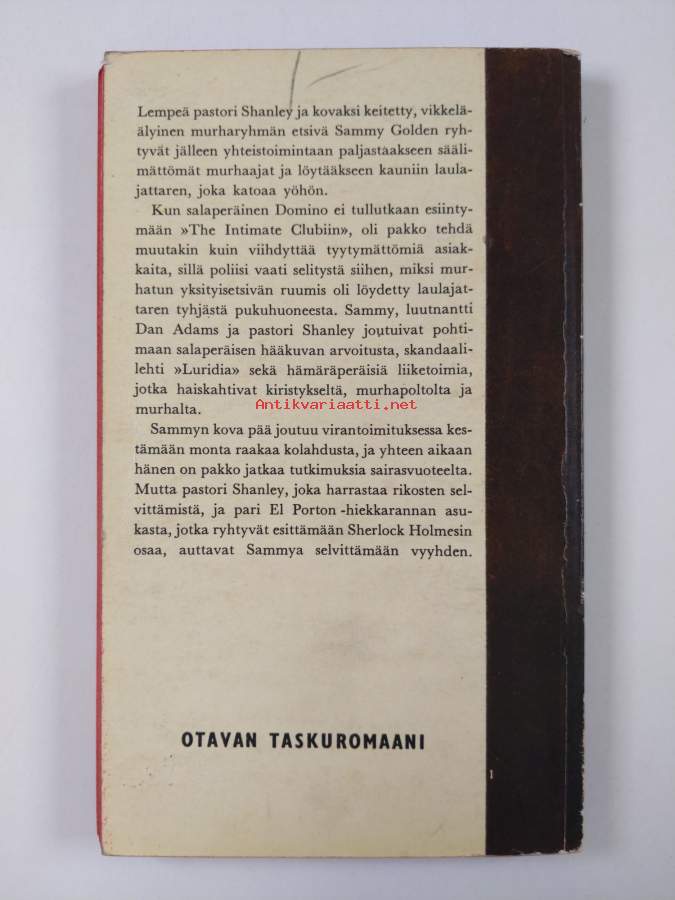 Lempeä pastori Shanley ja kovaksi keitetty, vikkelä-
älyinen murharyhmän etsivä Sammy Golden ryh-
tyvät jälleen yhteistoimintaan paljastaakseen sääli-
mättömät murhaajat ja löytääkseen kauniin laula-
jattaren, joka katoaa yöhön.
Kun salaperäinen Domino ei tullutkaan esiinty-
mään »The Intimate Clubiin», oli pakko tehdä
muutakin kuin viihdyttää tyytymättömiä asiak-
kaita, sillä poliisi vaati selitystä siihen, miksi mur-
hatun yksityisetsivän ruumis oli löydetty laulajat-
taren tyhjästä pukuhuoneesta. Sammy, luutnantti
Dan Adams ja pastori Shanley joutuivat pohti-
maan salaperäisen hääkuvan arvoitusta, skandaali-
lehti »Luridia» sekä hämäräperäisiä liiketoimia,
jotka haiskahtivat kiristykseltä, murhapoltolta ja
murhalta.
Antikvariaatti.net
Sammyn kova pää joutuu virantoimituksessa kes-
tämään monta raakaa kolahdusta, ja yhteen aikaan
hänen on pakko jatkaa tutkimuksia sairasvuoteelta.
Mutta pastori Shanley, joka harrastaa rikosten sel-
vittämistä, ja pari El Porton -hiekkarannan asu-
kasta, jotka ryhtyvät esittämään Sherlock Holmesin
osaa, auttavat Sammya selvittämään vyyhden.
OTAVAN TASKUROMAANI